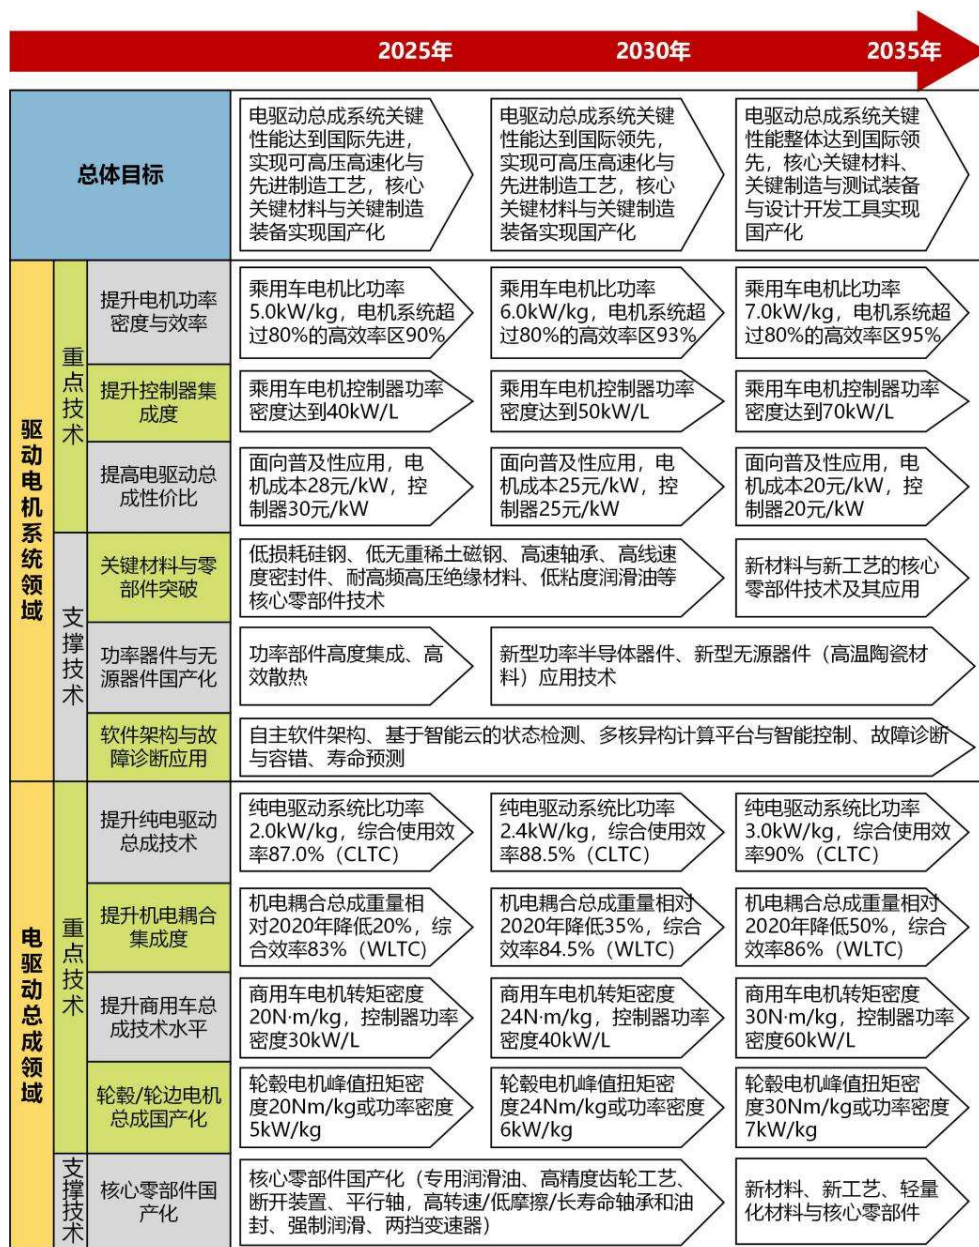 2025年
2030年
2035年
总体目标
电驱动总成系统关键
性能达到国际先进，
实现可高压高速化与
先进制造工艺，核心
关键材料与关键制造
装备实现国产化
电驱动总成系统关键
性能达到国际领先，
实现可高压高速化与
先进制造工艺，核心
关键材料与关键制造
装备实现国产化
电驱动总成系统关键
性能整体达到国际领
先，核心关键材料、
关键制造与测试装备
与设计开发工具实现
国产化
驱动电机系统领域
重点技术
提升电机功率
密度与效率
乘用车电机比功率
5.0kW/kg，电机系统超
过80%的高效率区90%
乘用车电机比功率
6.0kW/kg，电机系统超
过80%的高效率区93%
乘用车电机比功率
7.0kW/kg，电机系统超
过80%的高效率区95%
提升控制器集
成度
乘用车电机控制器功率
密度达到40kW/L
乘用车电机控制器功率
密度达到50kW/L
乘用车电机控制器功率
密度达到70kW/L
提高电驱动总
成性价比
面向普及性应用，电
机成本28元/kW，控
制器30元/kW
面向普及性应用，电
机成本25元/kW，控
制器25元/kW
面向普及性应用，电
机成本20元/kW，控
制器20元/kW
支撑技术
关键材料与零
部件突破
低损耗硅钢、低无重稀土磁钢、高速轴承、高线速
度密封件、耐高频高压绝缘材料、低粘度润滑油等
核心零部件技术
新材料与新工艺的核心
零部件技术及其应用
功率器件与无
源器件国产化
功率部件高度集成、高
效散热
新型功率半导体器件、新型无源器件（高温陶瓷材
料）应用技术
软件架构与故
障诊断应用
自主软件架构、基于智能云的状态检测、多核异构计算平台与智能控制、故障诊断
与容错、寿命预测
电驱动总成领域
重点技术
提升纯电驱动
总成技术
纯电驱动系统比功率
2.0kW/kg，综合使用效
率87.0%（CLTC）
纯电驱动系统比功率
2.4kW/kg，综合使用效
率88.5%（CLTC）
纯电驱动系统比功率
3.0kW/kg，综合使用效
率90%（CLTC）
提升机电耦合
集成度
机电耦合总成重量相
对2020年降低20%，综
合效率83%（WLTC）
机电耦合总成重量相对
2020年降低35%，综合
效率84.5%（WLTC）
机电耦合总成重量相对
2020年降低50%，综合
效率86%（WLTC）
提升商用车总
成技术水平
商用车电机转矩密度
20N·m/kg，控制器功率
密度30kW/L
商用车电机转矩密度
24N·m/kg，控制器功率
密度40kW/L
商用车电机转矩密度
30N·m/kg，控制器功率
密度60kW/L
轮毂/轮边电机
总成国产化
轮毂电机峰值扭矩密
度20Nm/kg或功率密度
5kW/kg
轮毂电机峰值扭矩密
度24Nm/kg或功率密度
6kW/kg
轮毂电机峰值扭矩密
度30Nm/kg或功率密度
7kW/kg
支撑技术
核心零部件国
产化
核心零部件国产化（专用润滑油、高精度齿轮工艺、
断开装置、平行轴，高转速/低摩擦/长寿命轴承和油
封、强制润滑、两挡变速器）
新材料、新工艺、轻量
化材料与核心零部件